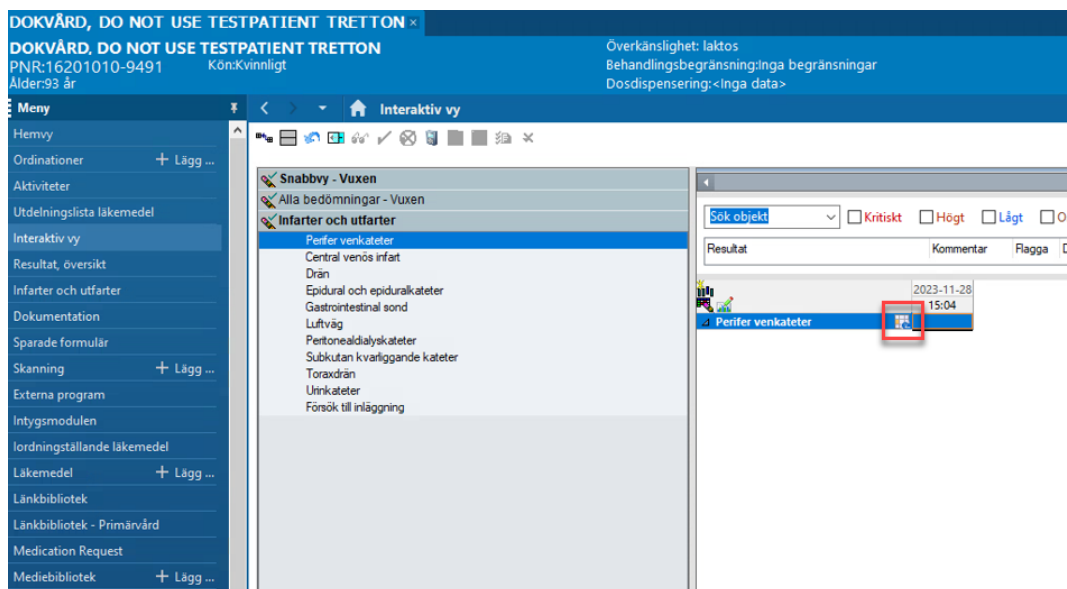 DOKVÅRD, DO NOT USE TESTPATIENT TRETTON ×
DOKVÅRD, DO NOT USE TESTPATIENT TRETTON
PNR:16201010-9491 Kön:Kvinnligt
Ålder:93 år
Överkänslighet: laktos
Behandlingsbegränsning:Inga begränsningar
Dosdispensering:<Inga data>
Meny
Interaktiv vy
Hemvy
Ordinationer + Lägg ...
Aktiviteter
Utdelningslista läkemedel
Interaktiv vy
Resultat, översikt
Infarter och utfarter
Dokumentation
Sparade formulär
Skanning + Lägg ...
Externa program
Intygsmodulen
Iordningställande läkemedel
Läkemedel + Lägg ...
Länkbibliotek
Länkbibliotek - Primärvård
Medication Request
Mediebibliotek + Lägg ...
Snabbvy - Vuxen
Alla bedömningar - Vuxen
Infarter och utfarter
Perifer venkateter
Central venös infart
Drän
Epidural och epiduralkateter
Gastrointestinal sond
Luftväg
Peritonealdialyskateter
Subkutan kvarliggande kateter
Toraxdrän
Urinkateter
Försök till inläggning
Sök objekt Kritiskt Högt Lågt O
Resultat Kommentar Flagga D
2023-11-28
15:04
Perifer venkateter